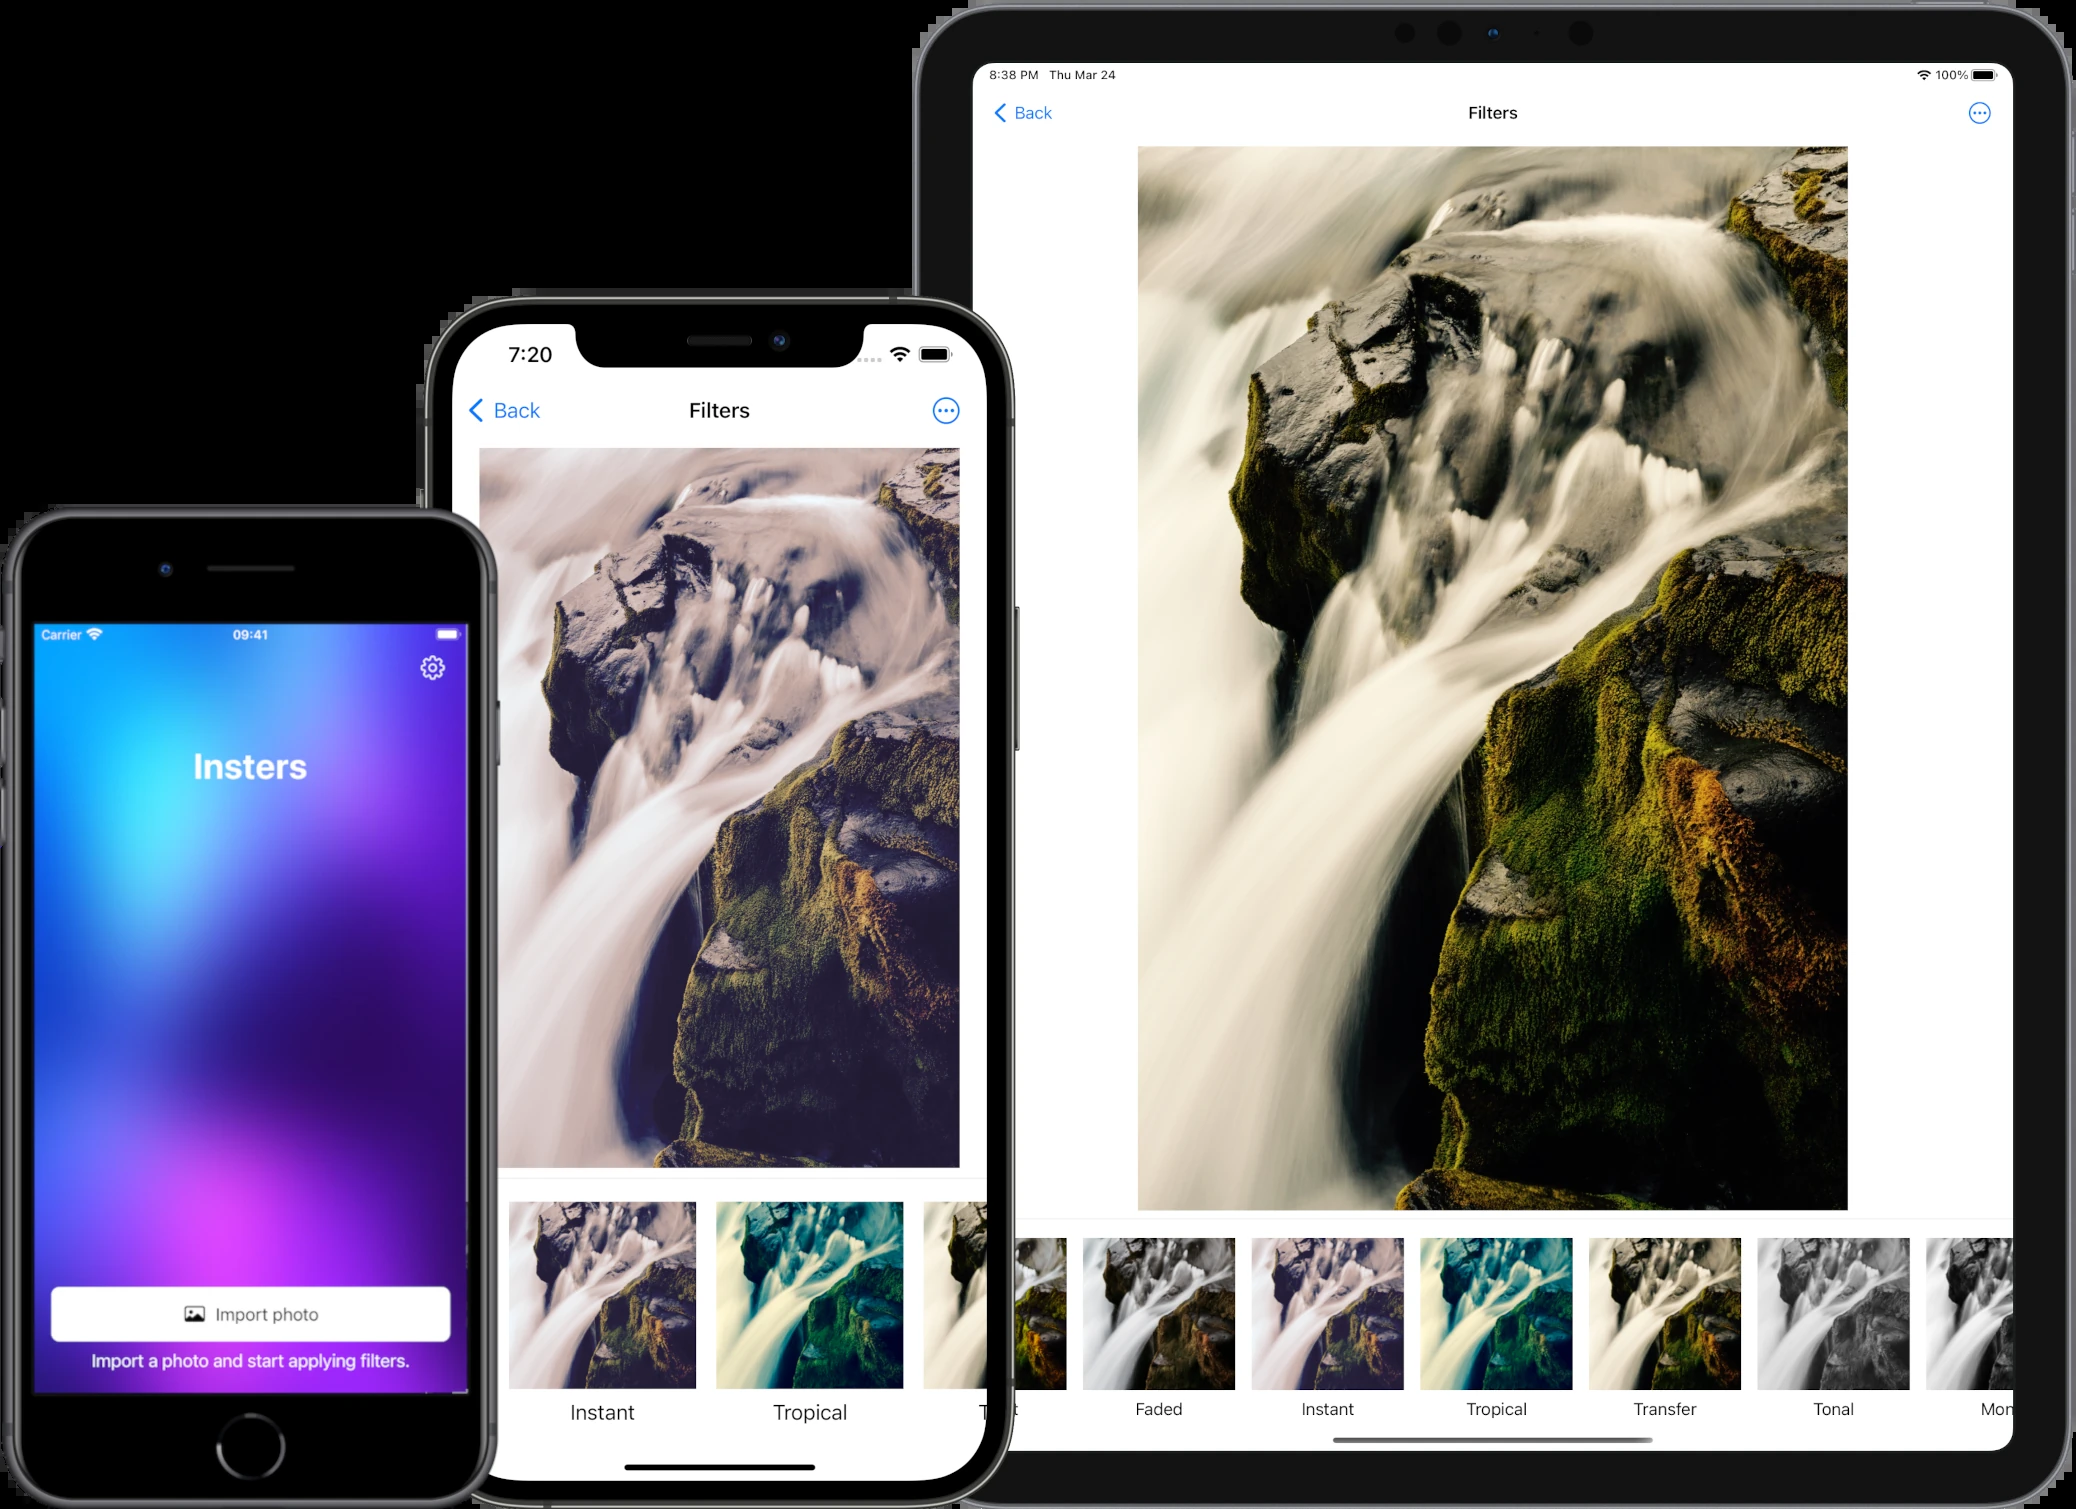 Carrier 09:41
Insters
Import photo
Import a photo and start applying filters.
7:20
Back Filters
Instant Tropical
8:38 PM Thu Mar 24 100%
Back Filters
Faded Instant Tropical Transfer Tonal Mon